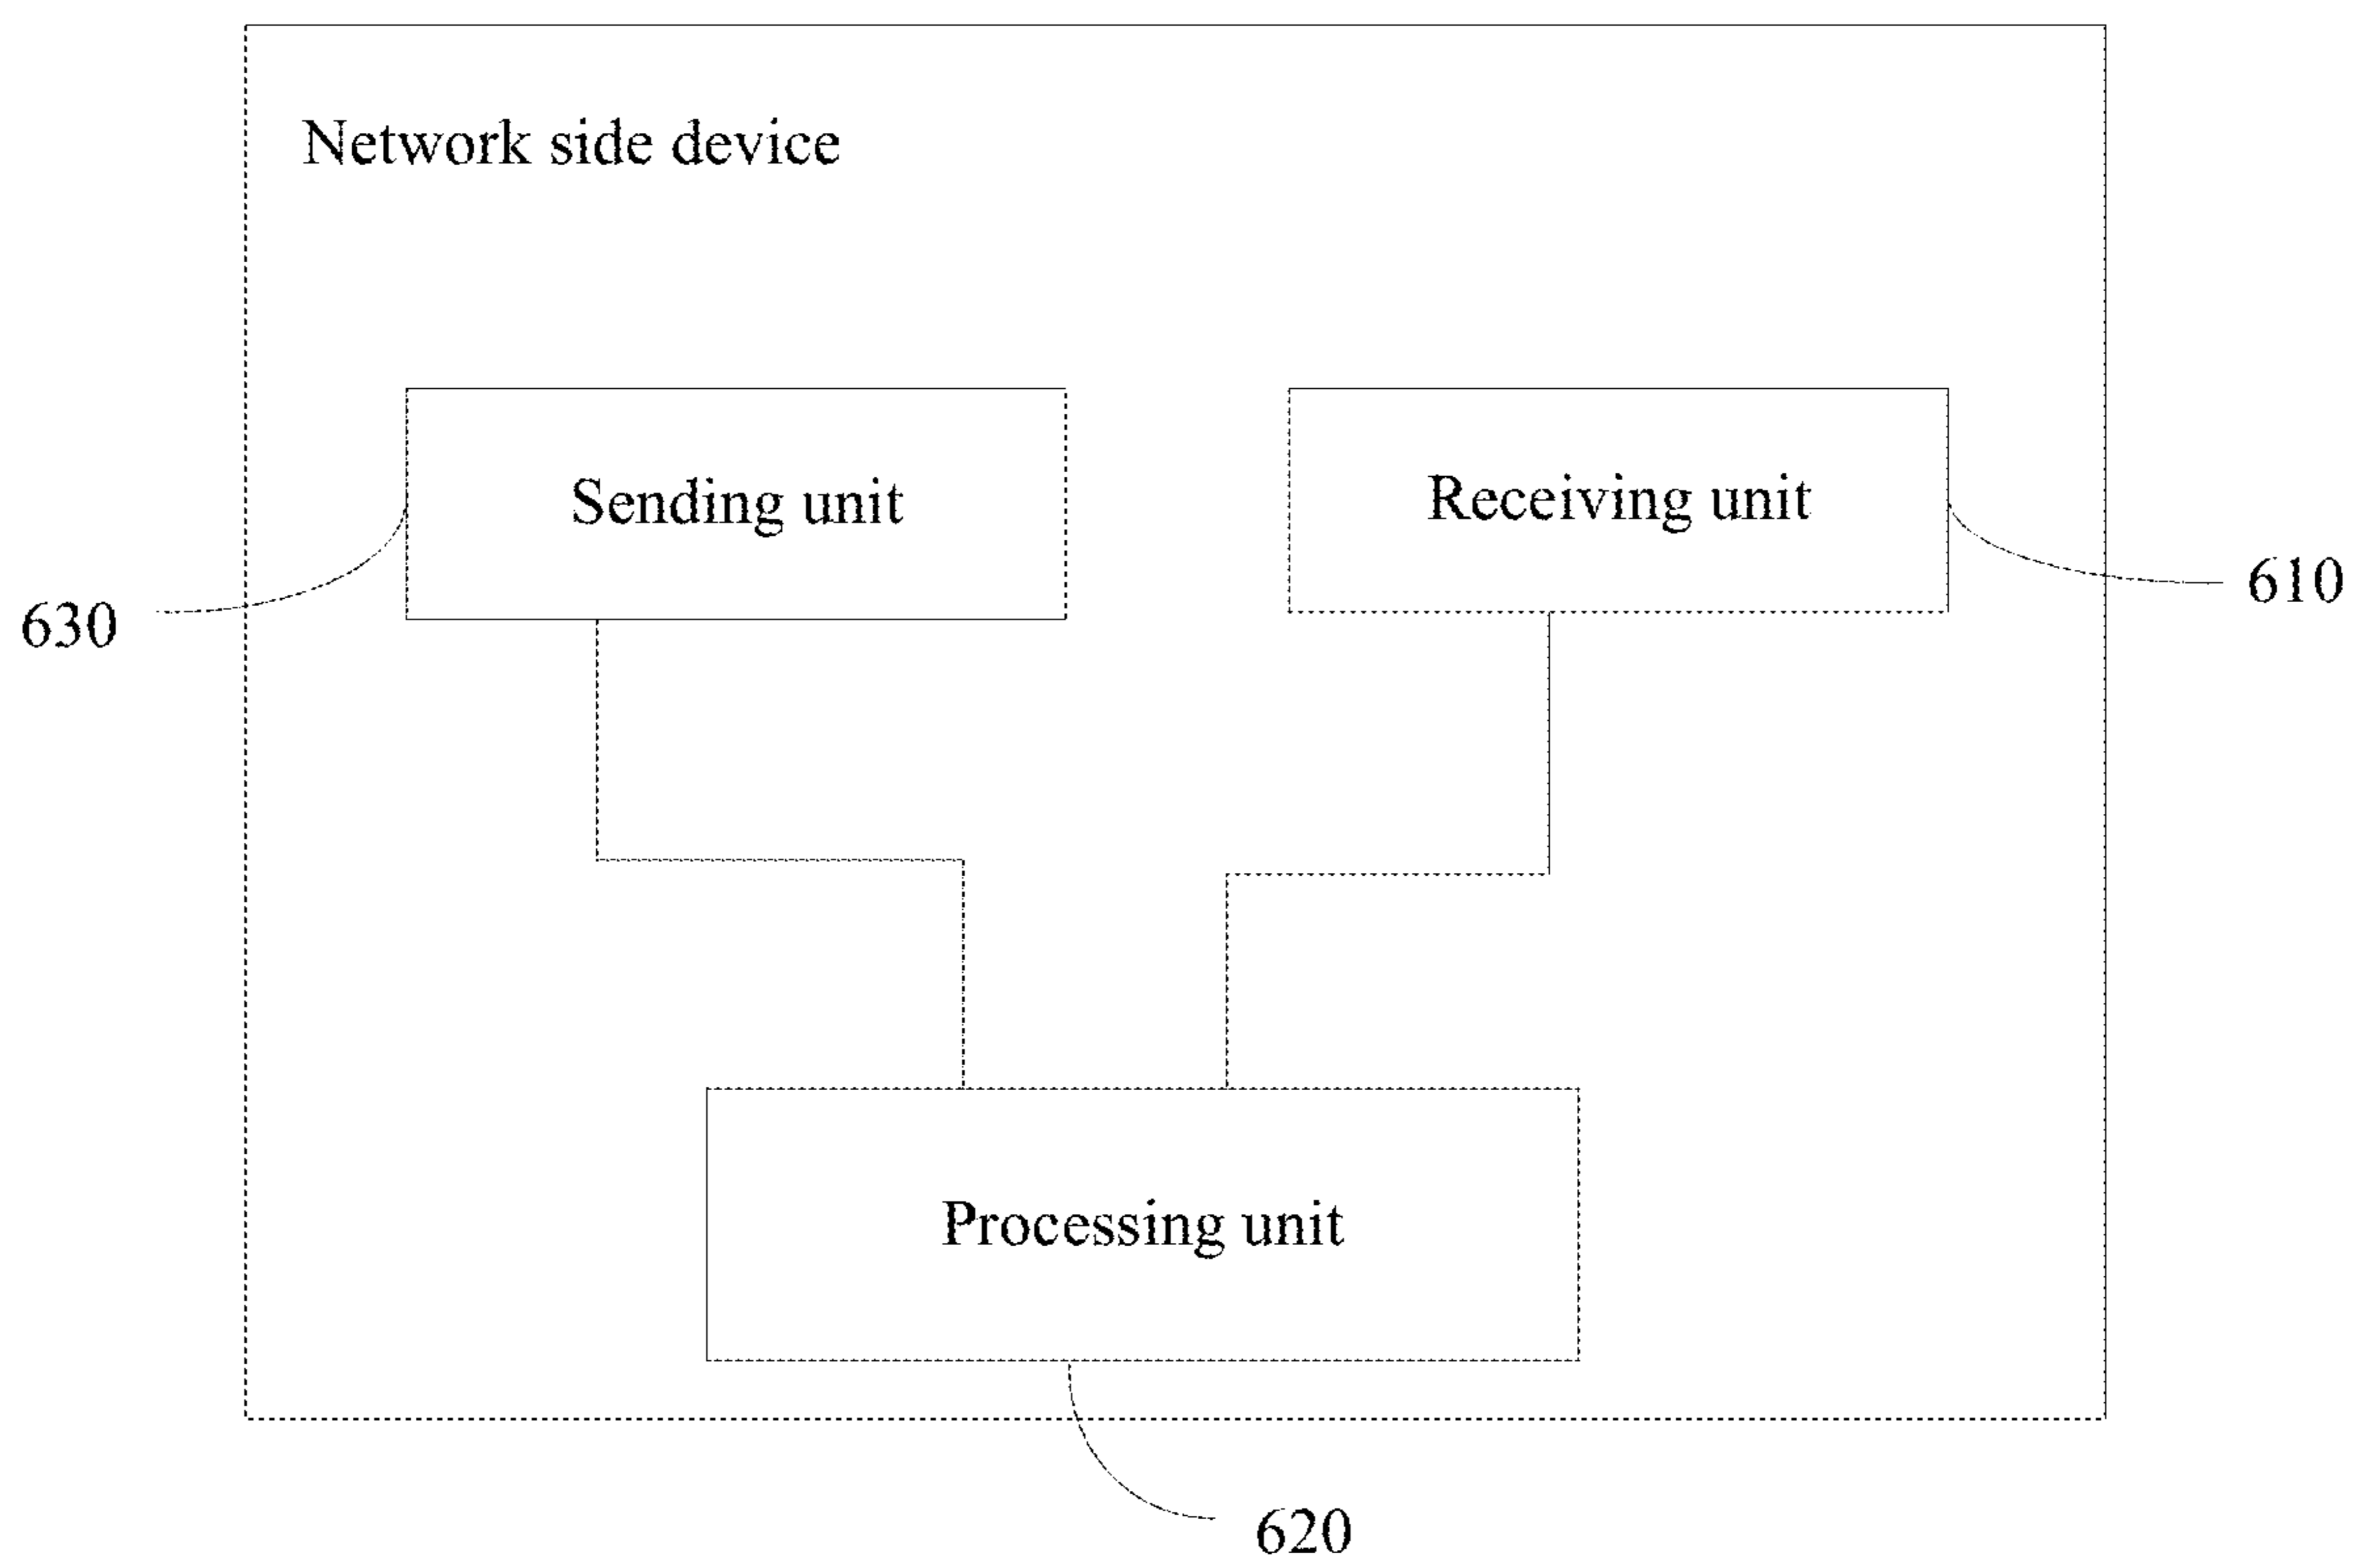 Network side device
Sending unit
Receiving unit
630
610
Processing unit
620